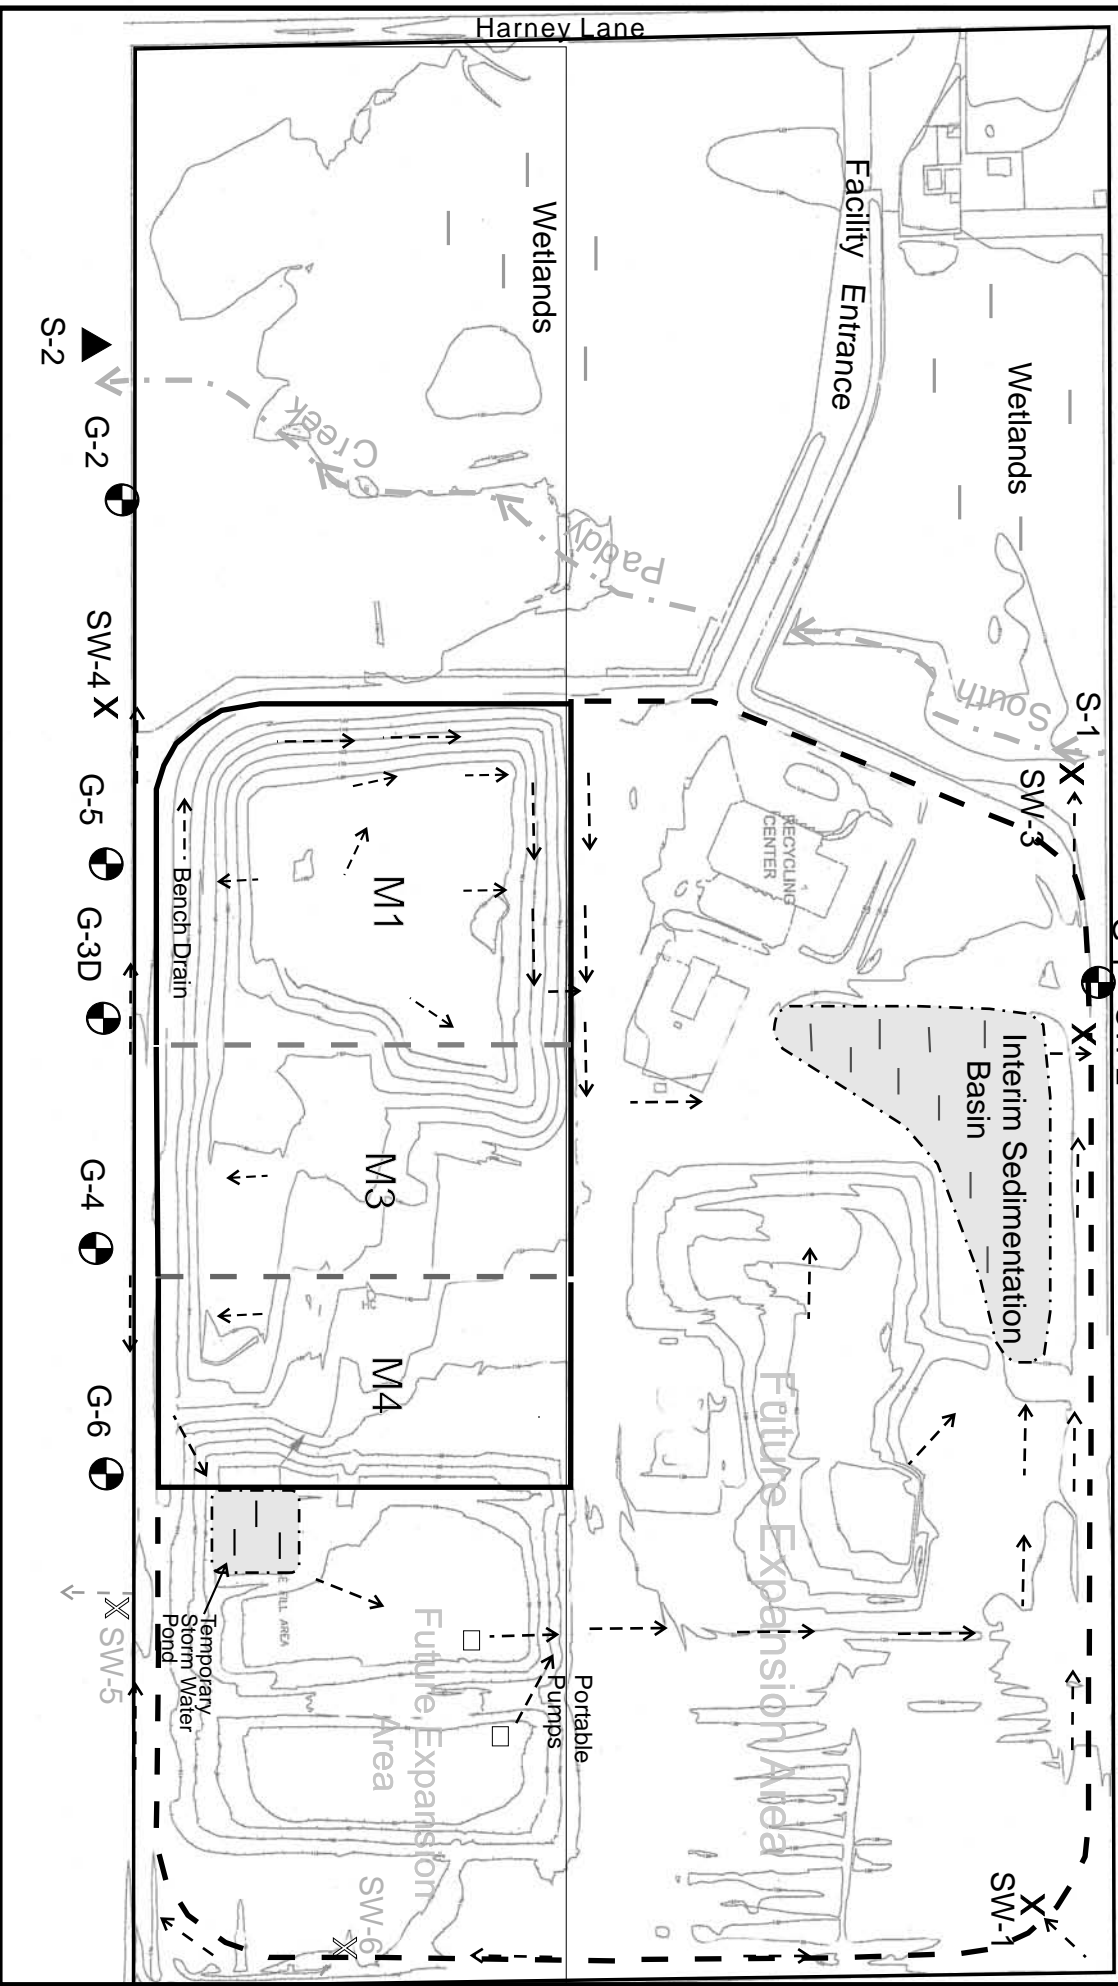 Harney Lane
Wetlands
Facility Entrance
Wetlands
S-2
G-2
Creek
Paddy
South
SW-4 X
S-1
X
SW-3
G-5
G-3D
Bench Drain
M1
RECYCLING
CENTER
X
Interim Sedimentation
Basin
M3
G-4
M4
G-6
Future Expansion Area
Temporary
Storm Water
Pond
FILL AREA
X SW-5
Portable
Pumps
Future Expansion
Area
SW-6
X
X
SW-1